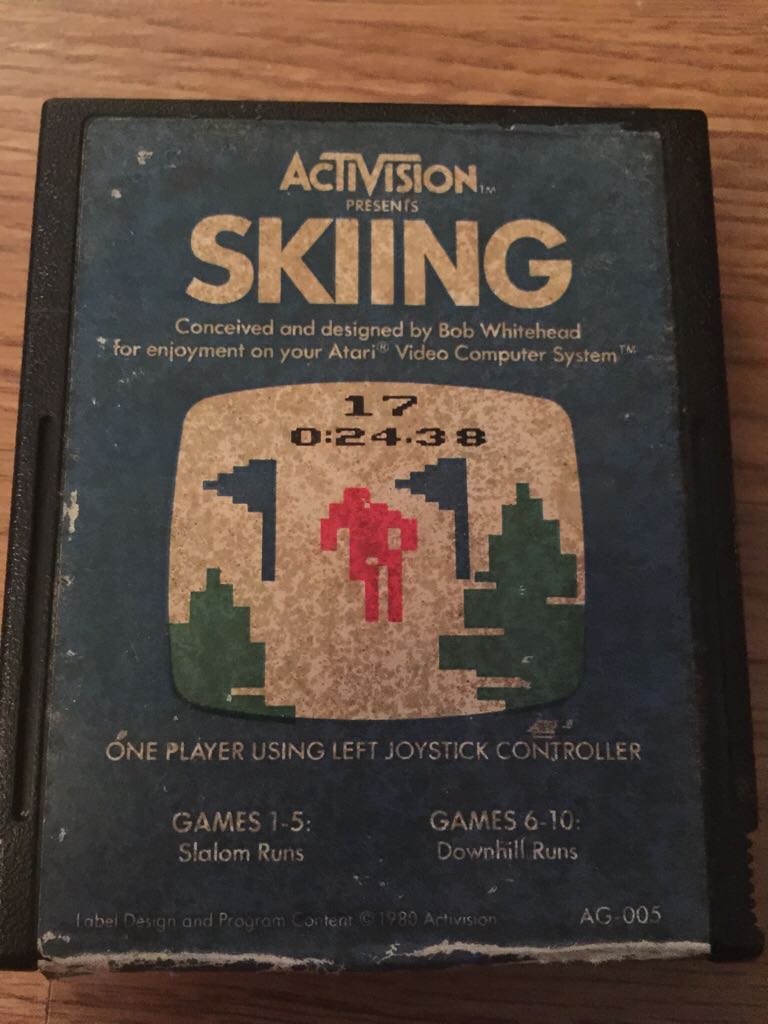 ACTIVISION™
PRESENTS
SKIING
Conceived and designed by Bob Whitehead
for enjoyment on your Atari® Video Computer System™
17
0:24.38
ONE PLAYER USING LEFT JOYSTICK CONTROLLER
GAMES 1-5:
Slalom Runs
GAMES 6-10:
Downhill Runs
Label Design and Program Content © 1980 Activision
AG-005